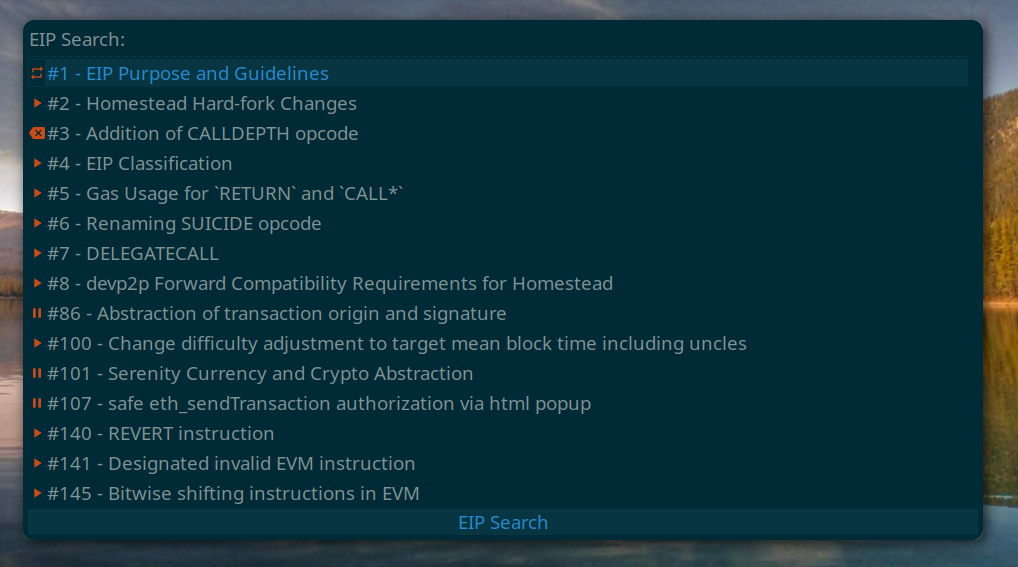 EIP Search:
#1 - EIP Purpose and Guidelines
#2 - Homestead Hard-fork Changes
#3 - Addition of CALLDEPTH opcode
#4 - EIP Classification
#5 - Gas Usage for `RETURN` and `CALL*`
#6 - Renaming SUICIDE opcode
#7 - DELEGATECALL
#8 - devp2p Forward Compatibility Requirements for Homestead
#86 - Abstraction of transaction origin and signature
#100 - Change difficulty adjustment to target mean block time including uncles
#101 - Serenity Currency and Crypto Abstraction
#107 - safe eth_sendTransaction authorization via html popup
#140 - REVERT instruction
#141 - Designated invalid EVM instruction
#145 - Bitwise shifting instructions in EVM
EIP Search